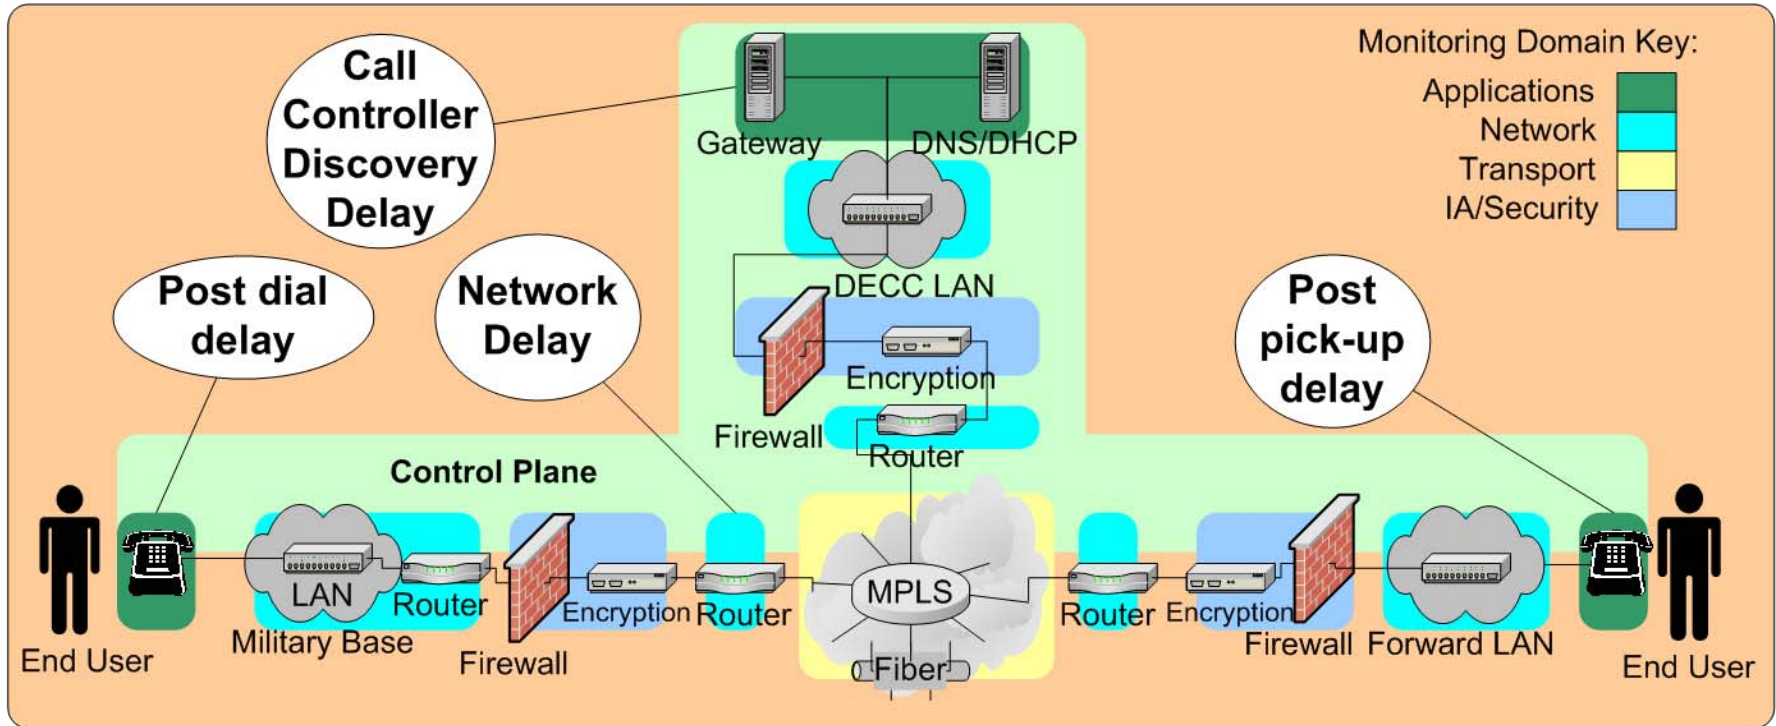 Call
Controller
Discovery
Delay
Monitoring Domain Key:
Applications
Network
Transport
IA/Security
Gateway
DNS/DHCP
DECC LAN
Post dial
delay
Network
Delay
Post
pick-up
delay
Encryption
Firewall
Router
Control Plane
MPLS
LAN
Router
Encryption
Router
Router
Encryption
Military Base
Firewall
Firewall
Forward LAN
End User
Fiber
End User